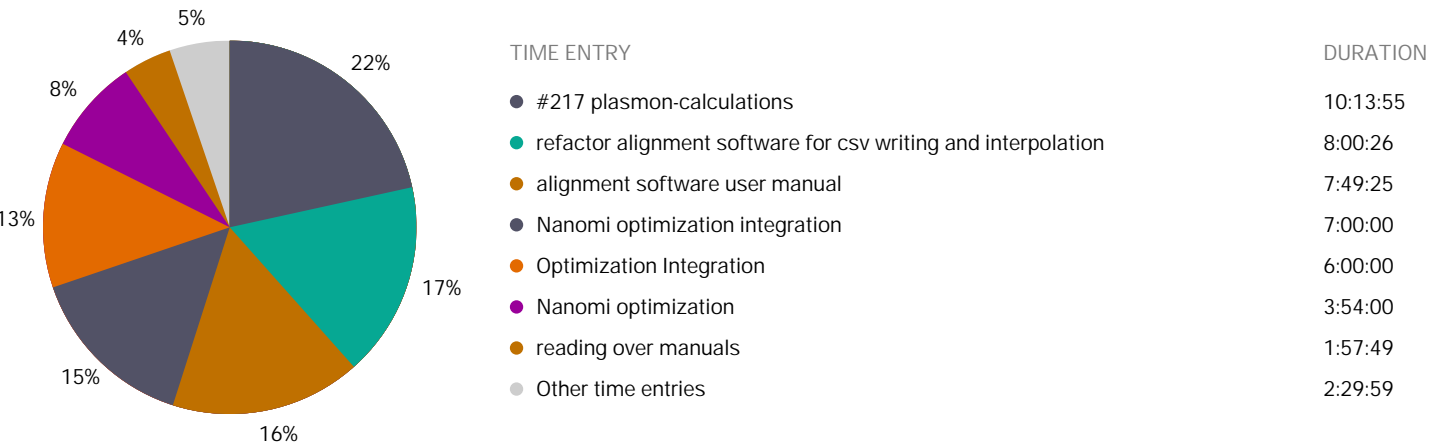 5%
4%
22%
8%
13%
17%
15%
16%
TIME ENTRY DURATION
#217 plasmon-calculations 10:13:55
refactor alignment software for csv writing and interpolation 8:00:26
alignment software user manual 7:49:25
Nanomi optimization integration 7:00:00
Optimization Integration 6:00:00
Nanomi optimization 3:54:00
reading over manuals 1:57:49
Other time entries 2:29:59